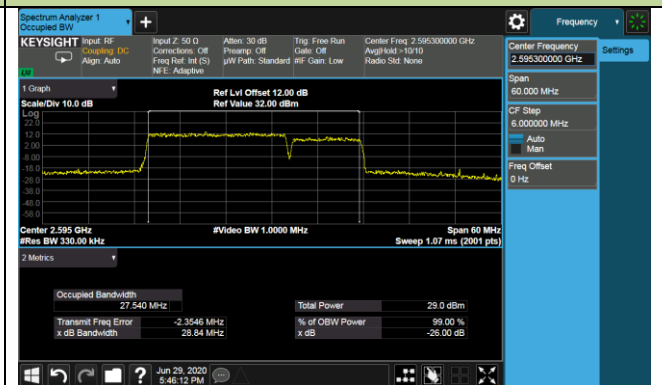 Spectrum Analyzer 1
Occupied BW
+
Frequency
KEYSIGHT
Input: RF
Coupling: DC
Align: Auto
Input Z: 50 Ω
Corrections: Off
Freq Ref: Int (S)
NFE: Adaptive
Atten: 30 dB
Preamp: Off
µW Path: Standard
Trig: Free Run
Gate: Off
#IF Gain: Low
Center Freq: 2.595300000 GHz
Avg|Hold:>10/10
Radio Std: None
Center Frequency
2.595300000 GHz
Settings
Span
60.000 MHz
CF Step
6.000000 MHz
Auto
Man
Freq Offset
0 Hz
1 Graph
Scale/Div 10.0 dB
Ref Lvl Offset 12.00 dB
Ref Value 32.00 dBm
Log
22.0
12.0
2.00
-8.00
-18.0
-28.0
-38.0
-48.0
-58.0
Center 2.595 GHz
#Res BW 330.00 kHz
#Video BW 1.0000 MHz
Span 60 MHz
Sweep 1.07 ms (2001 pts)
2 Metrics
Occupied Bandwidth
27.540 MHz
Total Power 29.0 dBm
Transmit Freq Error -2.3546 MHz
% of OBW Power 99.00 %
x dB Bandwidth 28.84 MHz
x dB -26.00 dB
?
Jun 29, 2020
5:46:12 PM